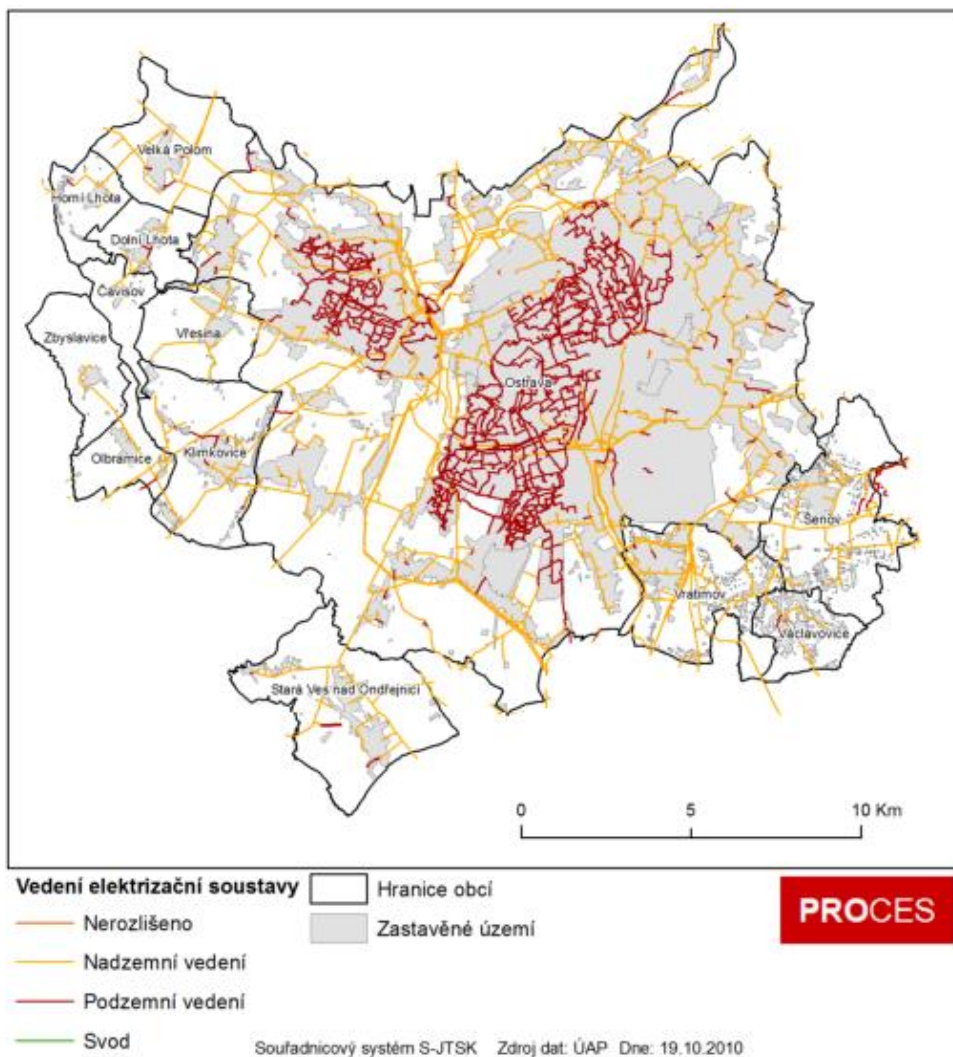 Velká Polom
Horní Lhota
Dolní Lhota
Čavisov
Zbyslavice
Vřesina
Ostrava
Olbramice
Klimkovice
Šenov
Vratimov
Václavovice
Stará Ves nad Ondřejnicí
0 5 10 Km
Vedení elektrizační soustavy
Nerozlišeno
Nadzemní vedení
Podzemní vedení
Svod
Hranice obcí
Zastavěné území
PROCES
Souřadnicový systém S-JTSK Zdroj dat: ÚAP Dne: 19.10.2010